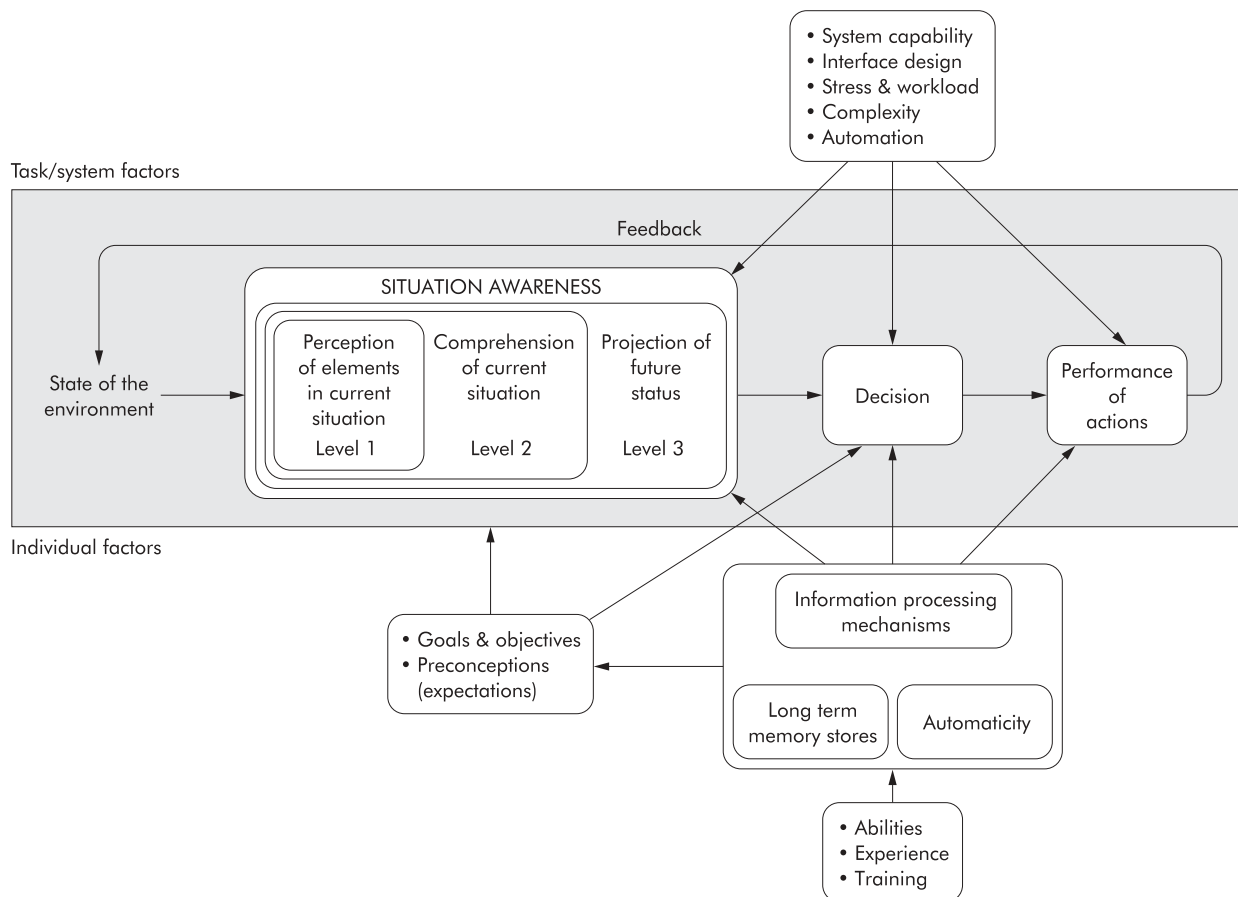 • System capability
• Interface design
• Stress & workload
• Complexity
• Automation
Task/system factors
Feedback
SITUATION AWARENESS
Perception
of elements
in current
situation
Level 1
Comprehension
of current
situation
Level 2
Projection of
future
status
Level 3
State of the
environment
Decision
Performance
of
actions
Individual factors
Information processing
mechanisms
• Goals & objectives
• Preconceptions
(expectations)
Long term
memory stores
Automaticity
• Abilities
• Experience
• Training